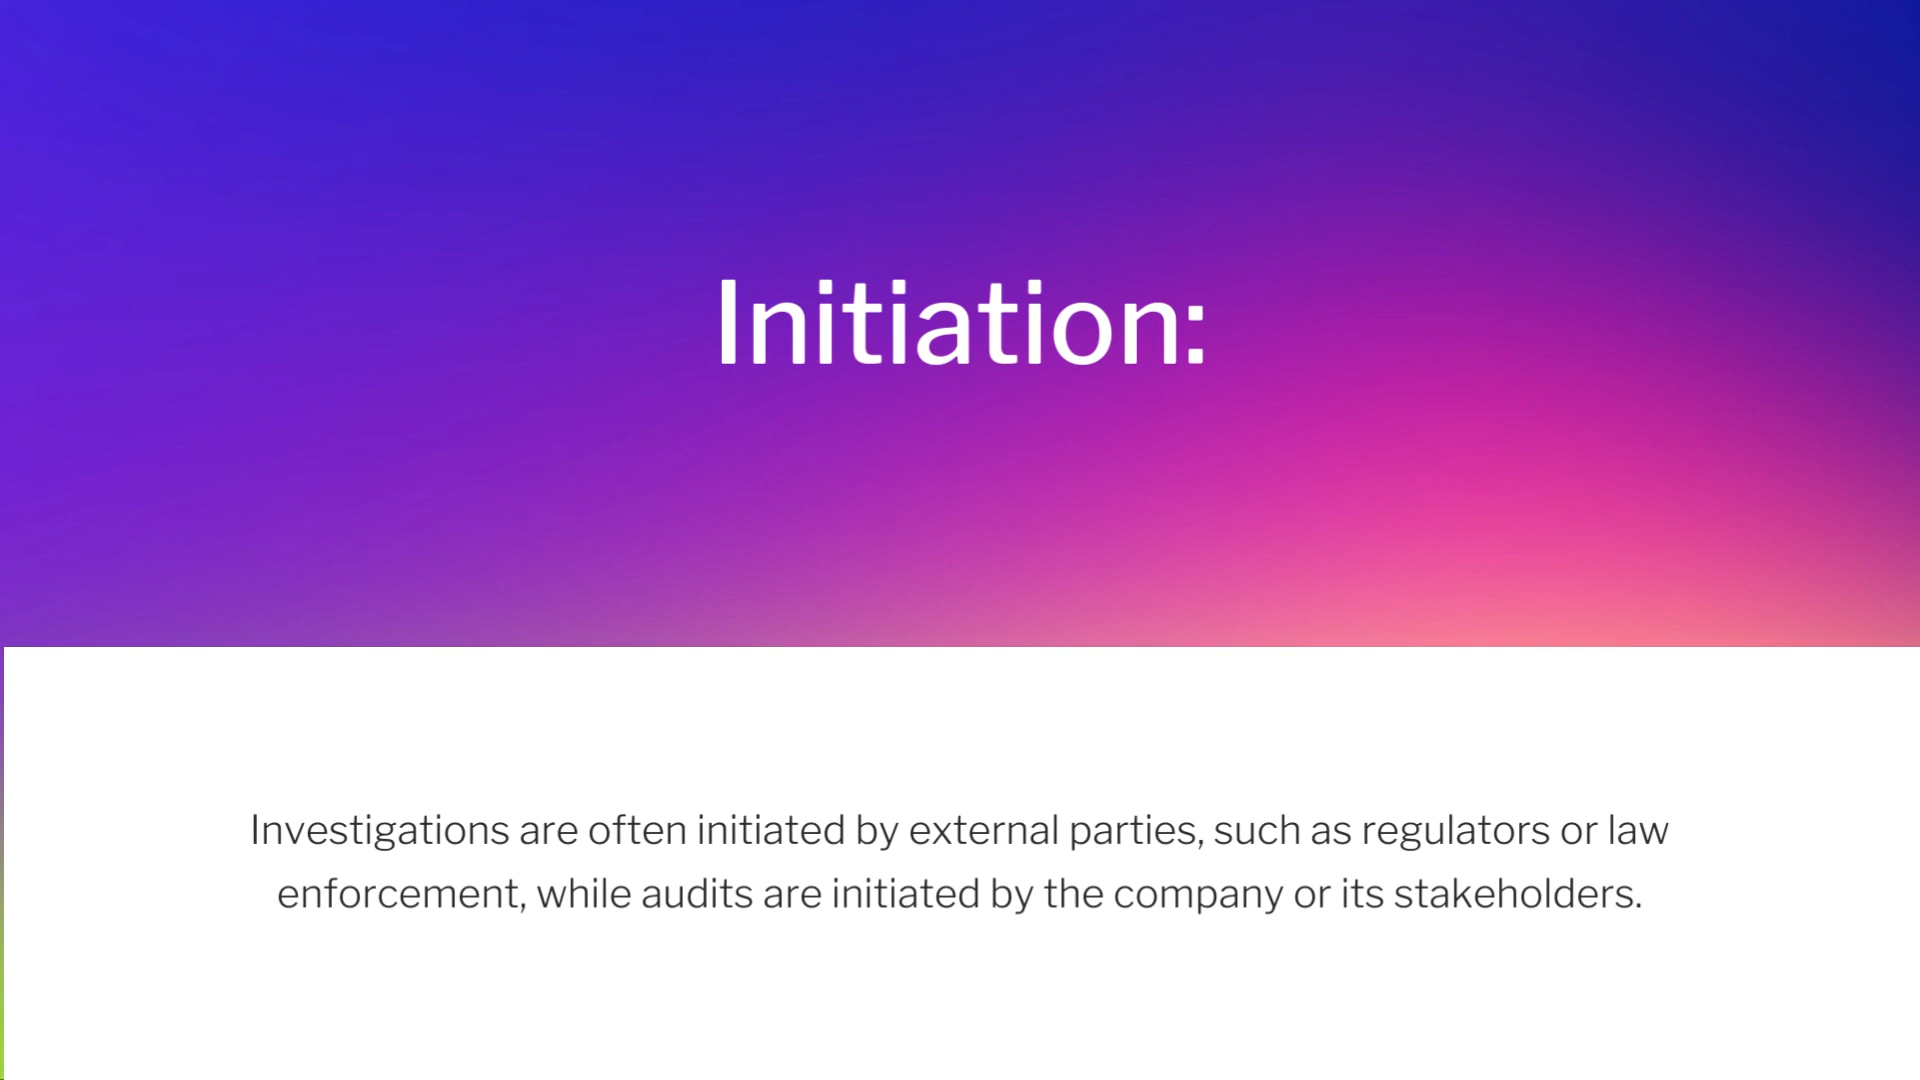 Initiation:
Investigations are often initiated by external parties, such as regulators or law
enforcement, while audits are initiated by the company or its stakeholders.